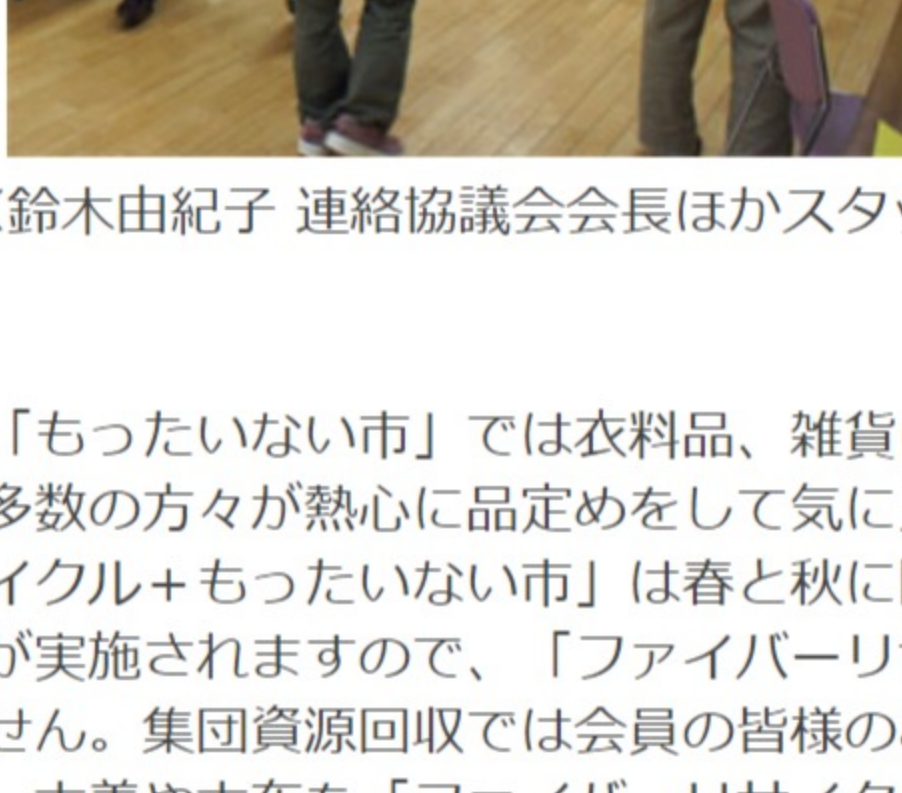 鈴木由紀子 連絡協議会会長ほかスタッ
「もったいない市」では衣料品、雑貨
多数の方々が熱心に品定めをして気に
イクル＋もったいない市」は春と秋に
が実施されますので、「ファイバーリ
せん。集団資源回収では会員の皆様の